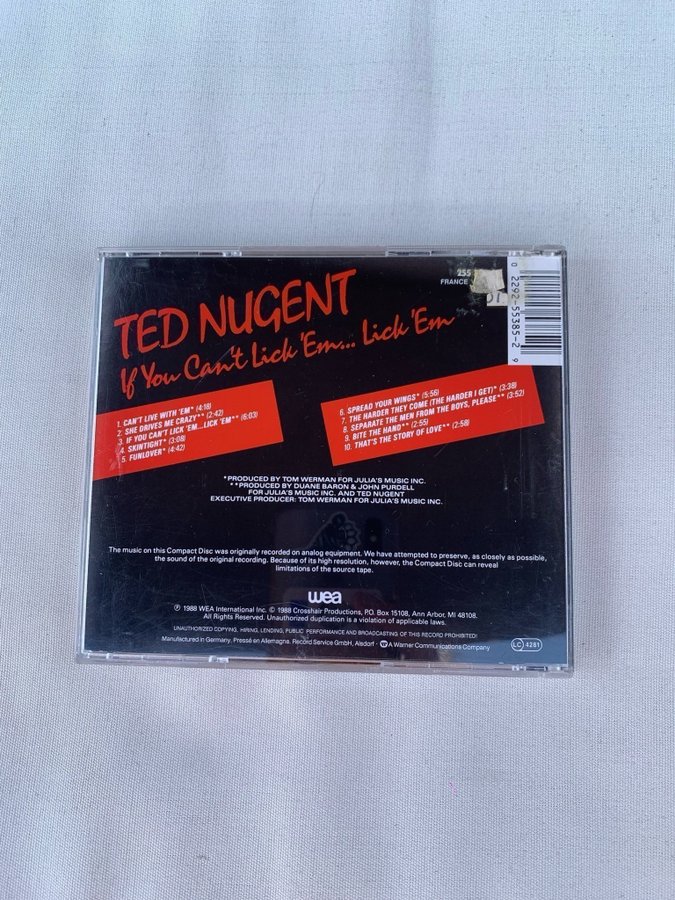 TED NUGENT
If You Can't Lick 'Em... Lick 'Em
255
FRANCE
0 2292-55385-2 9
1. CAN'T LIVE WITH 'EM* (4:18)
2. SHE DRIVES ME CRAZY** (2:42)
3. IF YOU CAN'T LICK 'EM...LICK 'EM** (6:03)
4. SKINTIGHT* (3:08)
5. FUNLOVER* (4:42)
6. SPREAD YOUR WINGS* (5:56)
7. THE HARDER THEY COME (THE HARDER I GET)* (3:38)
8. SEPARATE THE MEN FROM THE BOYS, PLEASE** (3:52)
9. BITE THE HAND** (2:55)
10. THAT'S THE STORY OF LOVE** (2:58)
*PRODUCED BY TOM WERMAN FOR JULIA'S MUSIC INC.
**PRODUCED BY DUANE BARON & JOHN PURDELL
FOR JULIA'S MUSIC INC. AND TED NUGENT
EXECUTIVE PRODUCER: TOM WERMAN FOR JULIA'S MUSIC INC.
The music on this Compact Disc was originally recorded on analog equipment. We have attempted to preserve, as closely as possible,
the sound of the original recording. Because of its high resolution, however, the Compact Disc can reveal
limitations of the source tape.
wea
℗ 1988 WEA International Inc. © 1988 Crosshair Productions, P.O. Box 15108, Ann Arbor, MI 48108.
All Rights Reserved. Unauthorized duplication is a violation of applicable laws.
UNAUTHORIZED COPYING, HIRING, LENDING, PUBLIC PERFORMANCE AND BROADCASTING OF THIS RECORD PROHIBITED!
Manufactured in Germany, Pressé en Allemagne. Record Service GmbH, Alsdorf · A Warner Communications Company
LC 4281